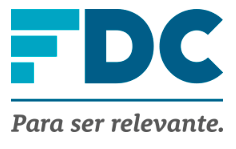 FDC
Para ser relevante.